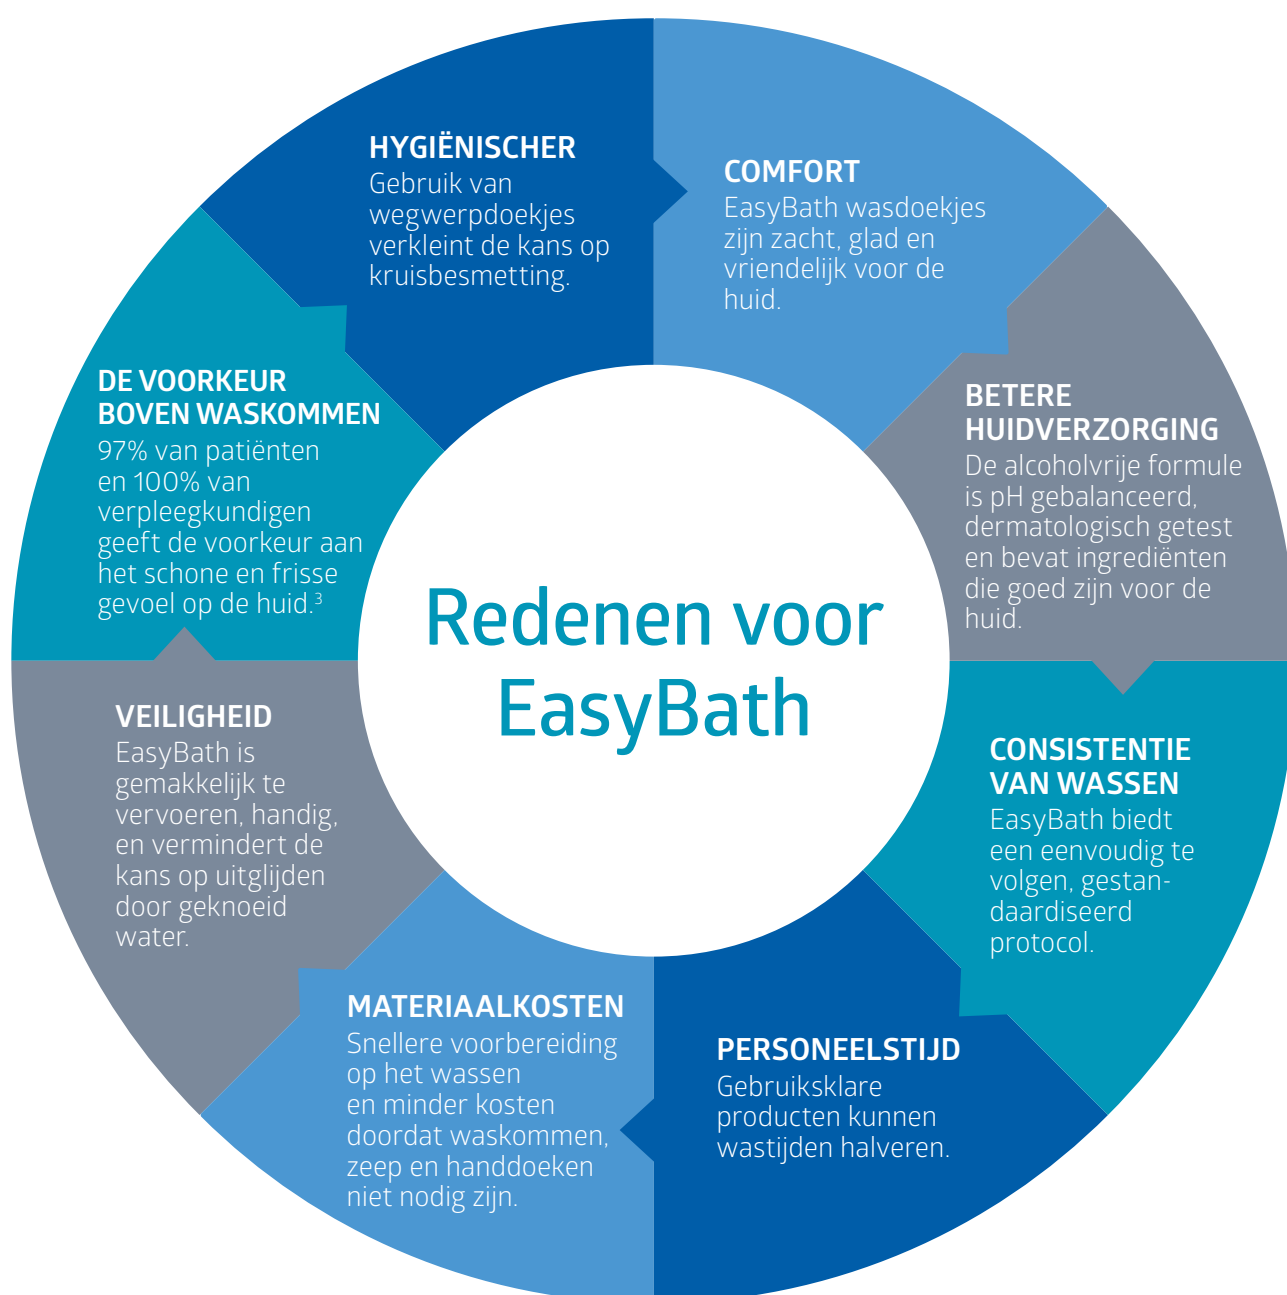 HYGIËNISCHER
Gebruik van
wegwerpdoekjes
verkleint de kans op
kruisbesmetting.
COMFORT
EasyBath wasdoekjes
zijn zacht, glad en
vriendelijk voor de
huid.
BETERE
HUIDVERZORGING
De alcoholvrije formule
is pH gebalanceerd,
dermatologisch getest
en bevat ingrediënten
die goed zijn voor de
huid.
CONSISTENTIE
VAN WASSEN
EasyBath biedt
een eenvoudig te
volgen, gestan-
daardiseerd
protocol.
PERSONEELSTIJD
Gebruiksklare
producten kunnen
wastijden halveren.
MATERIAALKOSTEN
Snellere voorbereiding
op het wassen
en minder kosten
doordat waskommen,
zeep en handdoeken
niet nodig zijn.
VEILIGHEID
EasyBath is
gemakkelijk te
vervoeren, handig,
en vermindert de
kans op uitglijden
door geknoeid
water.
DE VOORKEUR
BOVEN WASKOMMEN
97% van patiënten
en 100% van
verpleegkundigen
geeft de voorkeur aan
het schone en frisse
gevoel op de huid.³
Redenen voor
EasyBath